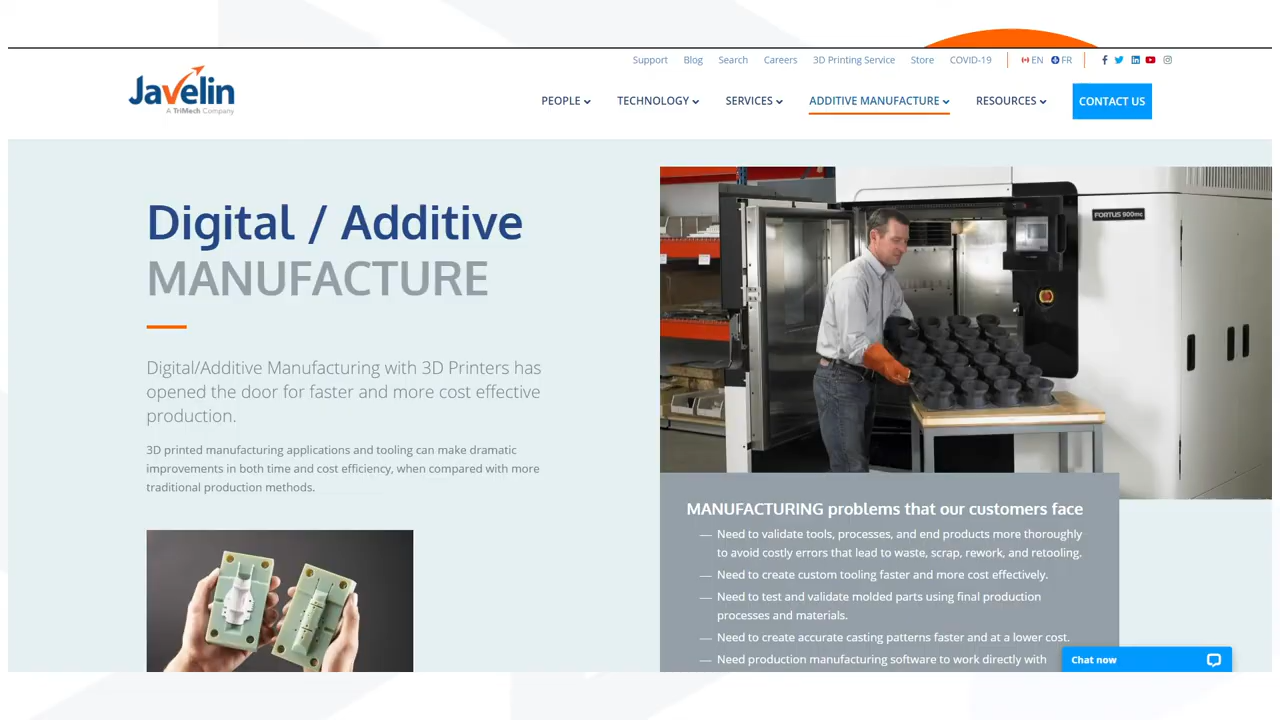 Support Blog Search Careers 3D Printing Service Store COVID-19 EN FR
Javelin
A TriMech Company
PEOPLE TECHNOLOGY SERVICES ADDITIVE MANUFACTURE RESOURCES CONTACT US
Digital / Additive
MANUFACTURE
Digital/Additive Manufacturing with 3D Printers has
opened the door for faster and more cost effective
production.
3D printed manufacturing applications and tooling can make dramatic
improvements in both time and cost efficiency, when compared with more
traditional production methods.
FORTUS 900mc
MANUFACTURING problems that our customers face
— Need to validate tools, processes, and end products more thoroughly
to avoid costly errors that lead to waste, scrap, rework, and retooling.
— Need to create custom tooling faster and more cost effectively.
— Need to test and validate molded parts using final production
processes and materials.
— Need to create accurate casting patterns faster and at a lower cost.
— Need production manufacturing software to work directly with
Chat now